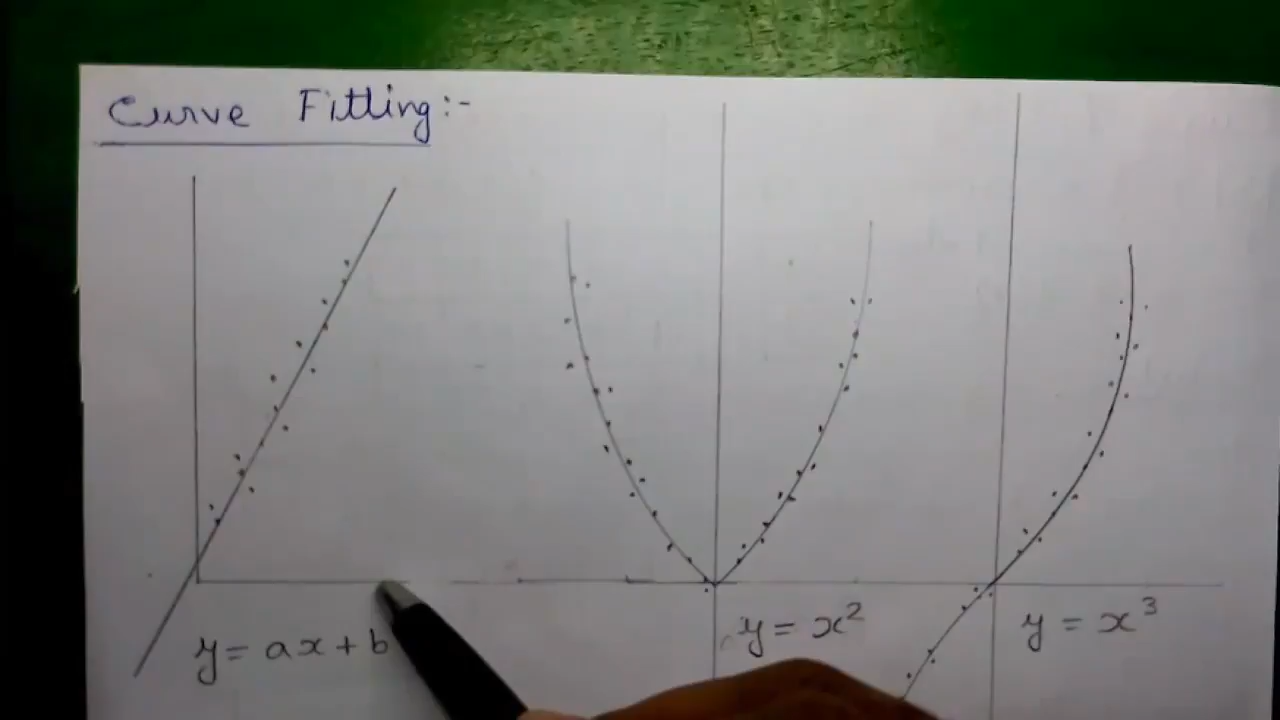 Curve Fitting:-
y = ax + b
y = x²
y = x³